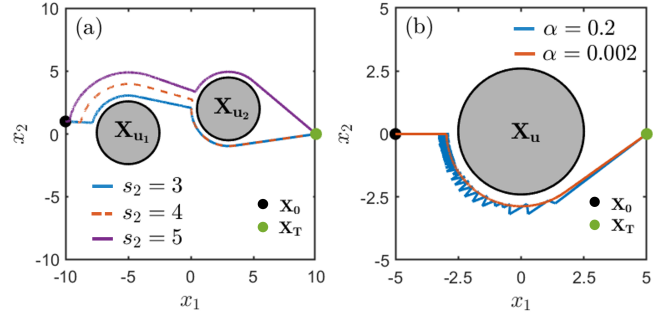 (a)
10
5
0
-5
-10
x₂
-10 -5 0 5 10
x₁
X_u₁
X_u₂
s₂ = 3
s₂ = 4
s₂ = 5
X₀
X_T
(b)
5
2.5
0
-2.5
-5
x₂
-5 -2.5 0 2.5 5
x₁
α = 0.2
α = 0.002
X_u
X₀
X_T